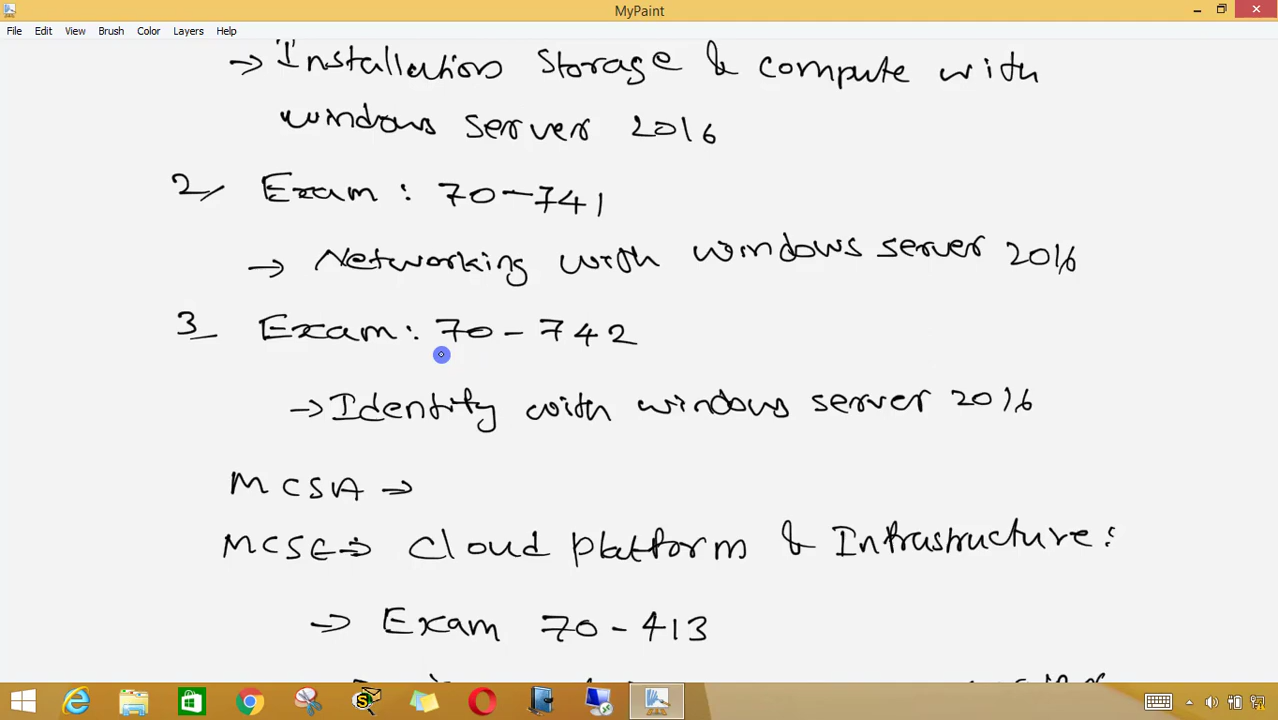 MyPaint
File Edit View Brush Color Layers Help
→ Installation Storage & compute with
windows server 2016
2/ Exam: 70-741
→ Networking with windows server 2016
3 Exam: 70-742
→ Identity with windows server 2016
MCSA →
MCSE → Cloud platform & Infrastructure:
→ Exam 70-413